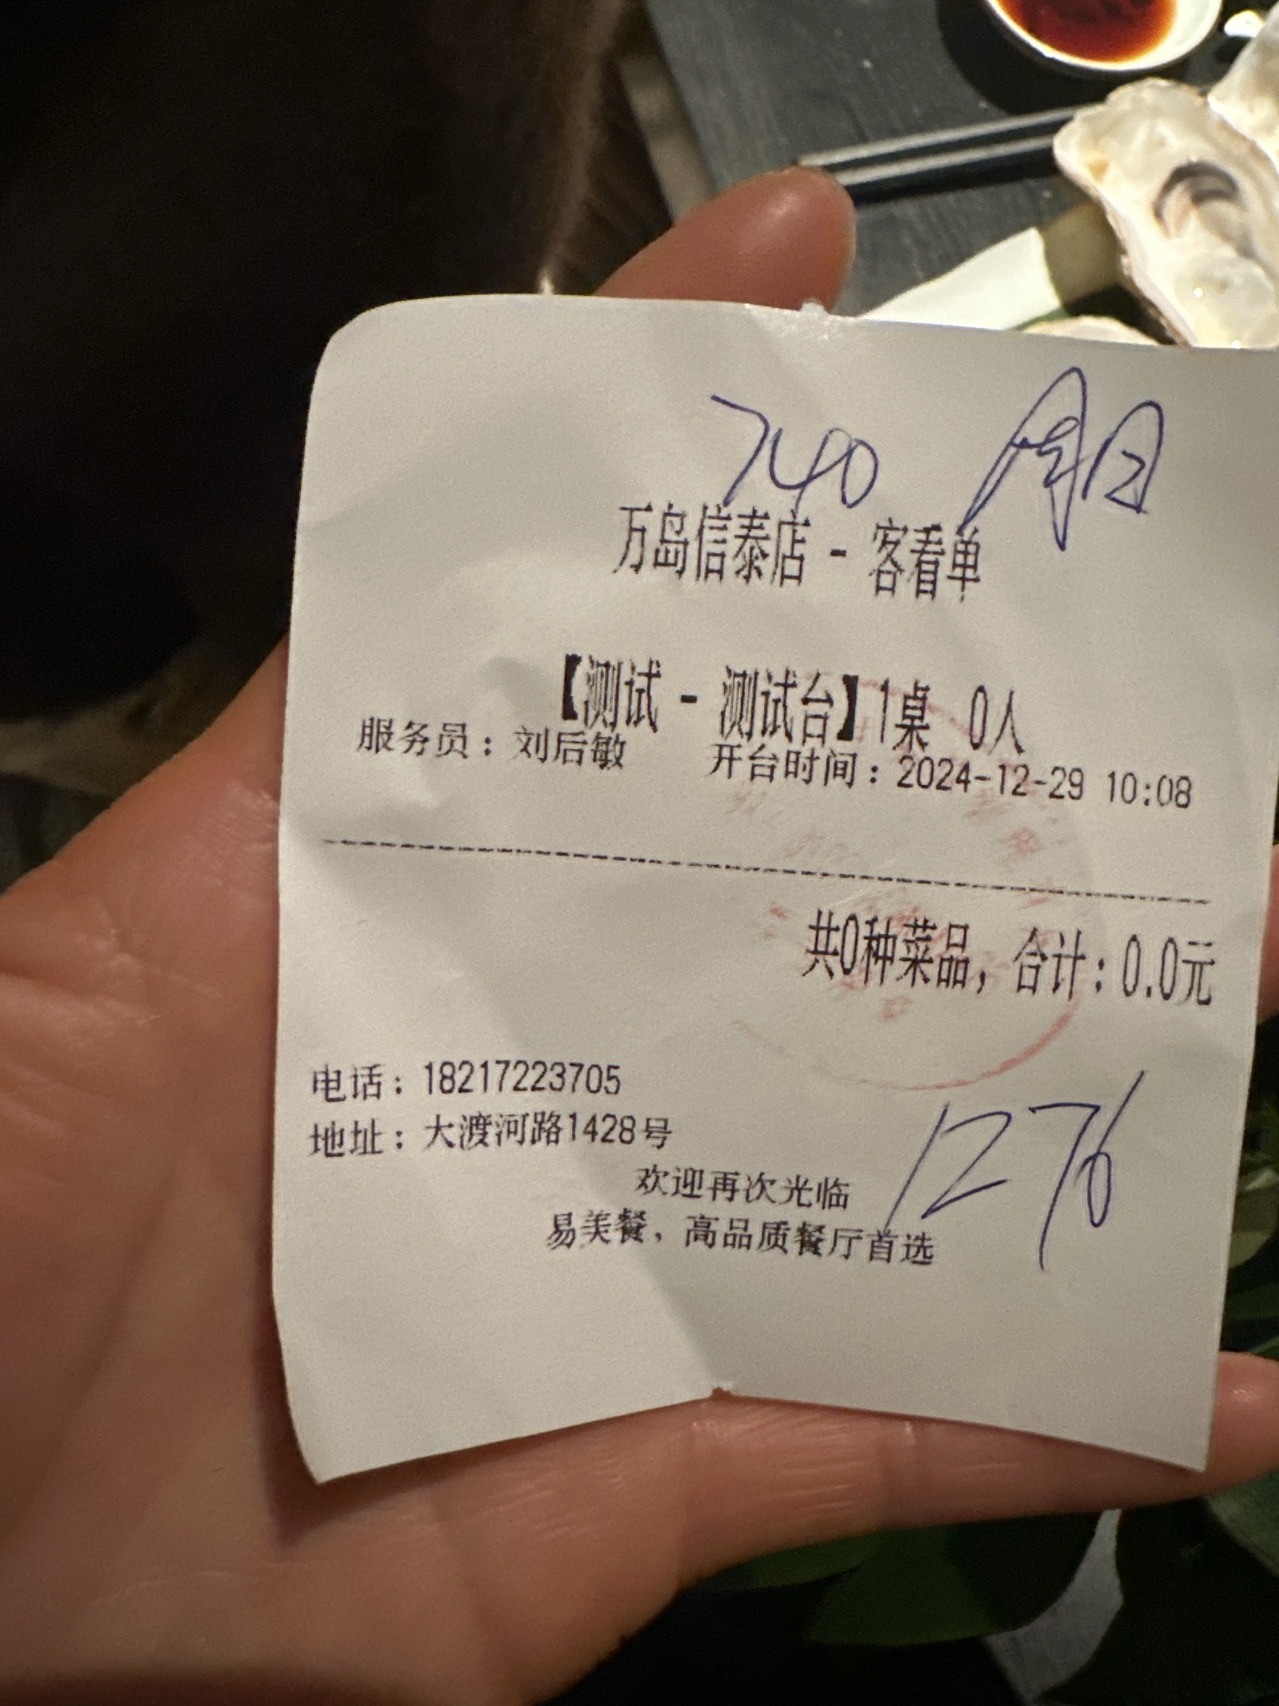 740 周日
万岛信泰店 - 客看单
【测试 - 测试台】1桌 0人
服务员：刘后敏 开台时间：2024-12-29 10:08
共0种菜品，合计：0.0元
电话：18217223705
地址：大渡河路1428号
1276
欢迎再次光临
易美餐，高品质餐厅首选